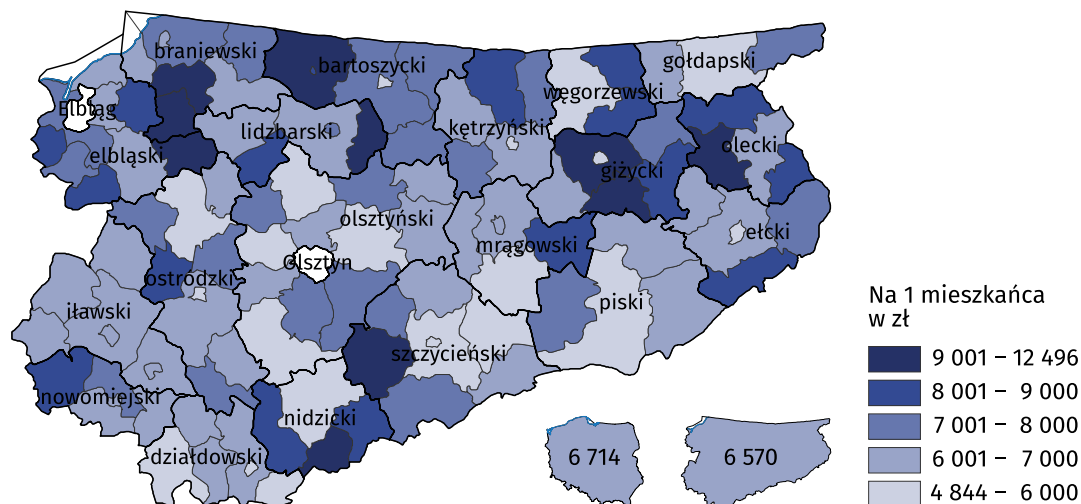 braniewski
bartoszycki
gołdapski
węgorzewski
Elbląg
lidzbarski
kętrzyński
olecki
elbląski
giżycki
olsztyński
mrągowski
ełcki
Olsztyn
ostródzki
piski
iławski
szczycieński
nowomiejski
nidzicki
działdowski
Na 1 mieszkańca
w zł
9 001 – 12 496
8 001 – 9 000
7 001 – 8 000
6 001 – 7 000
4 844 – 6 000
6 714
6 570